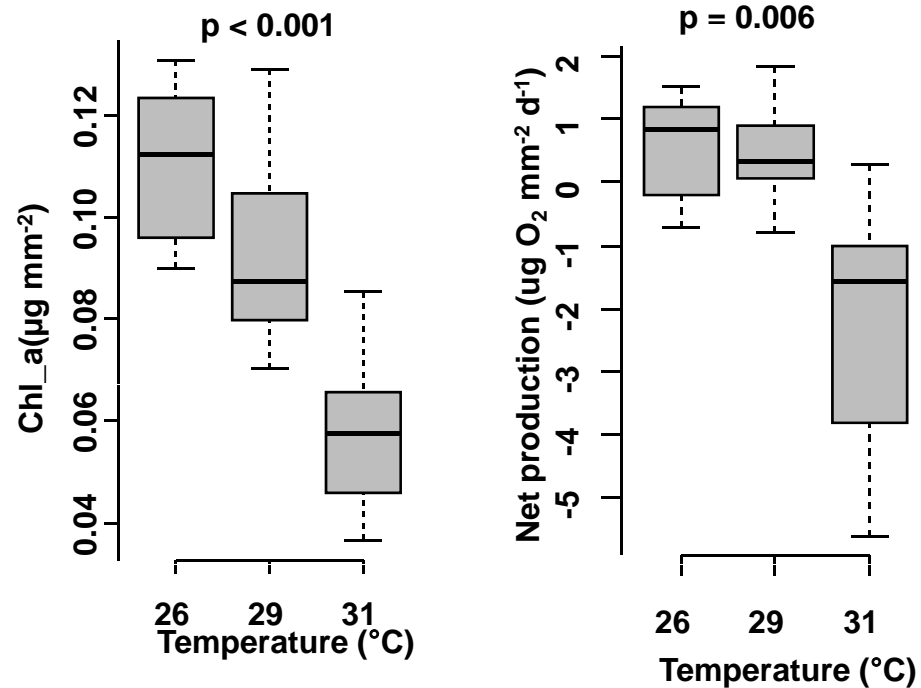 p < 0.001
Chl_a(µg mm⁻²)
0.12
0.10
0.08
0.06
0.04
26 29 31
Temperature (°C)
p = 0.006
Net production (ug O₂ mm⁻² d⁻¹)
2
1
0
-1
-2
-3
-4
-5
26 29 31
Temperature (°C)